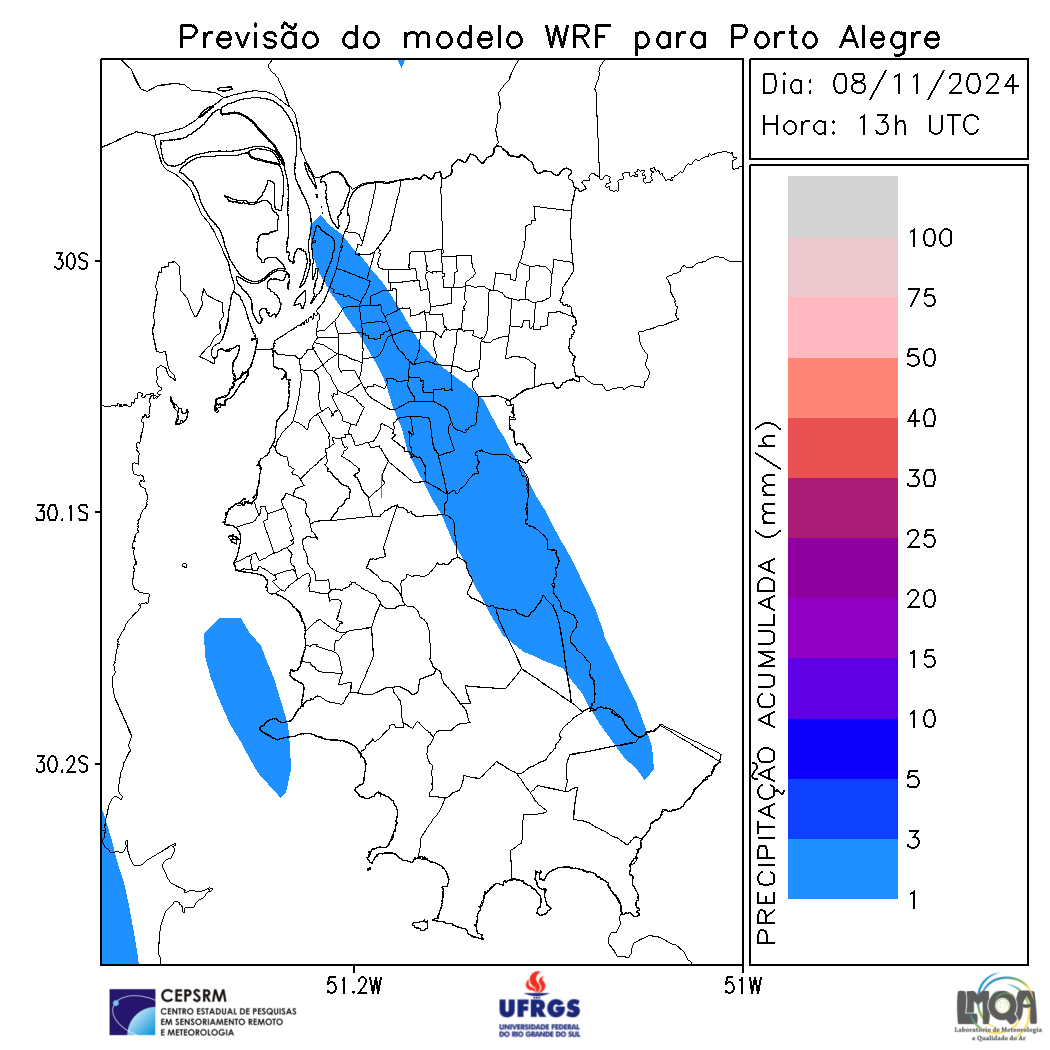 Previsão do modelo WRF para Porto Alegre
Dia: 08/11/2024
Hora: 13h UTC
30S
30.1S
30.2S
51.2W
51W
PRECIPITAÇÃO ACUMULADA (mm/h)
100
75
50
40
30
25
20
15
10
5
3
1
CEPSRM
CENTRO ESTADUAL DE PESQUISAS
EM SENSORIAMENTO REMOTO
E METEOROLOGIA
UFRGS
UNIVERSIDADE FEDERAL
DO RIO GRANDE DO SUL
LMQA
Laboratório de Meteorologia
e Qualidade do Ar